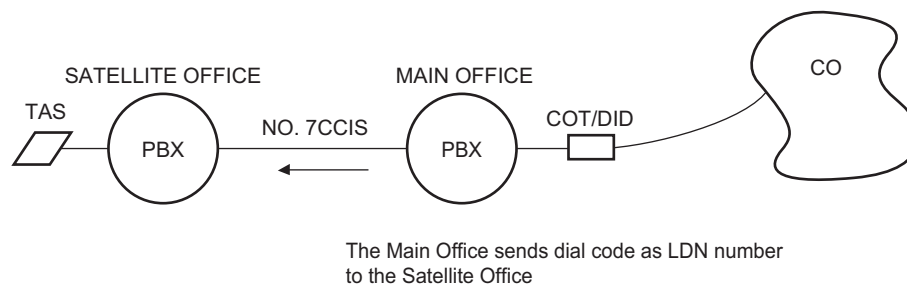 CO
SATELLITE OFFICE
MAIN OFFICE
TAS
NO. 7CCIS
COT/DID
PBX
PBX
The Main Office sends dial code as LDN number
to the Satellite Office